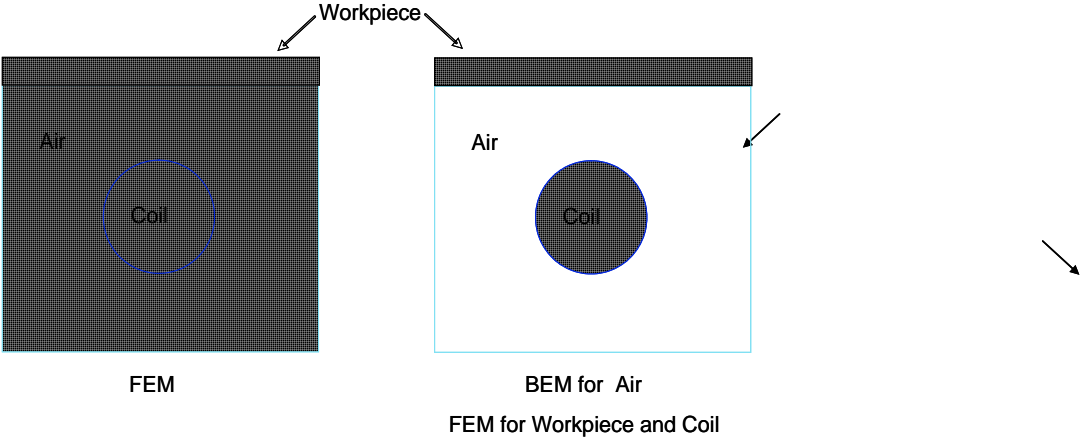 Workpiece
Air
Coil
Air
Coil
FEM
BEM for Air
FEM for Workpiece and Coil